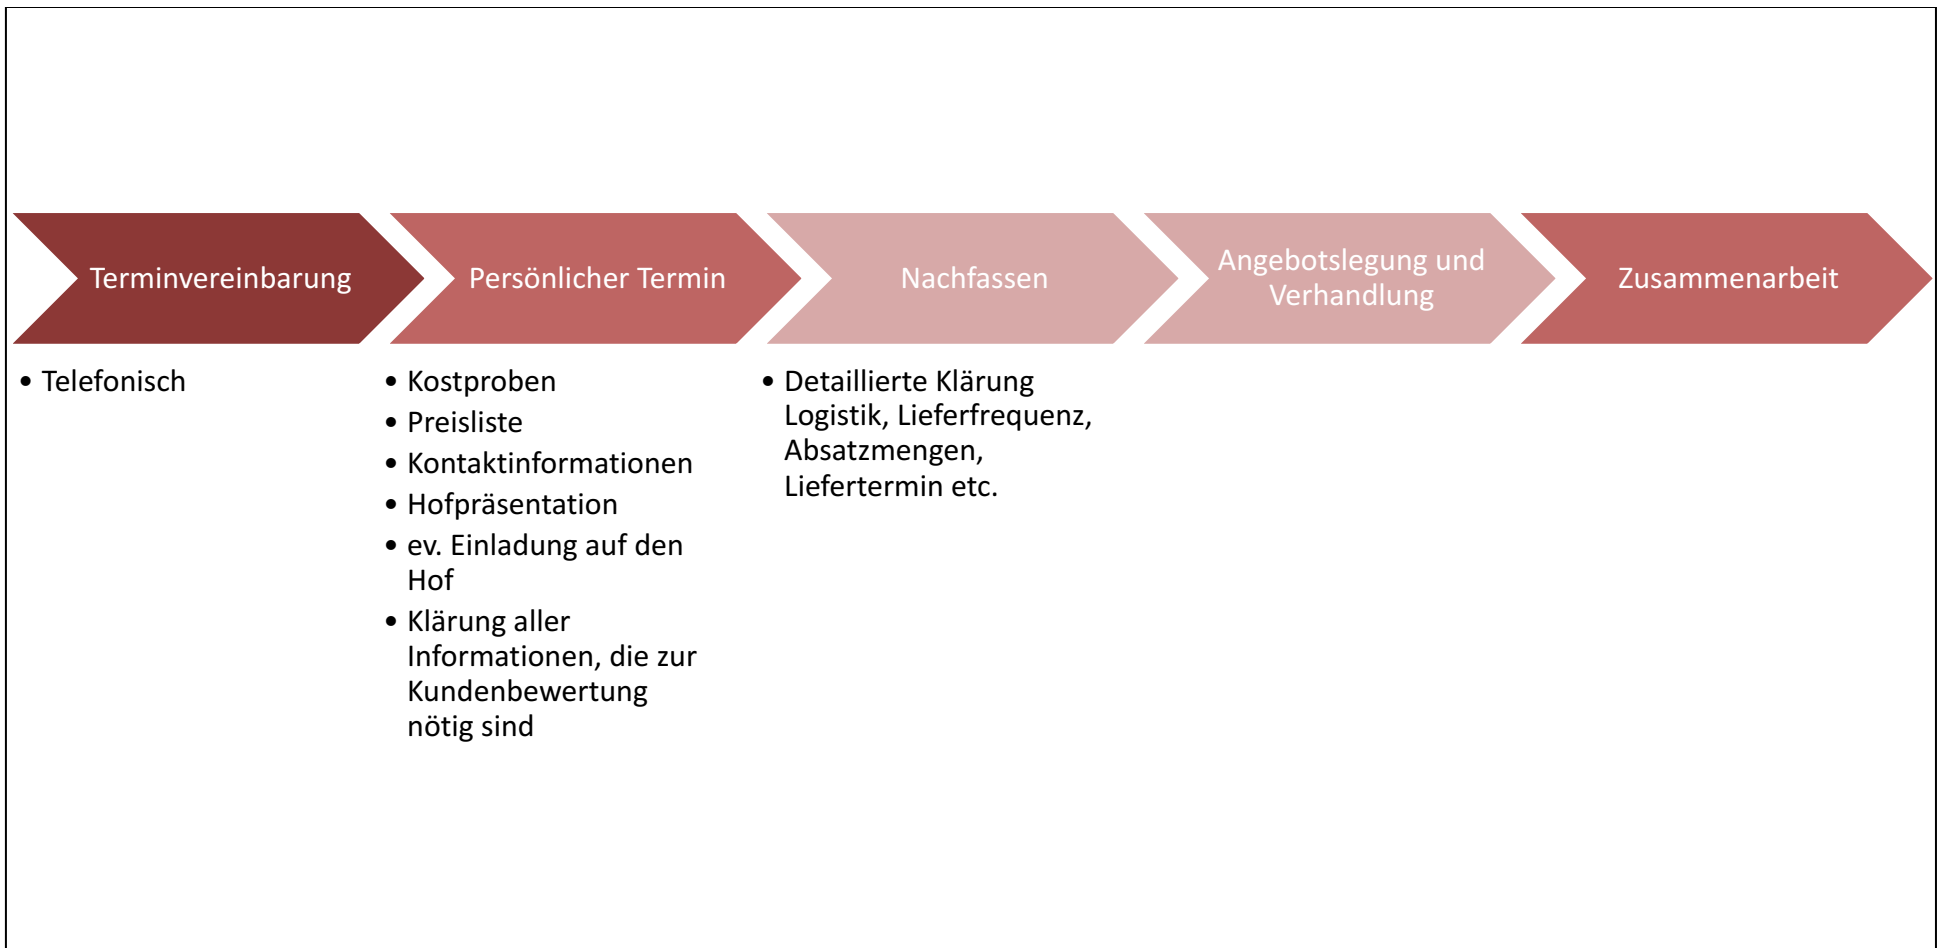 Terminvereinbarung
• Telefonisch
Persönlicher Termin
• Kostproben
• Preisliste
• Kontaktinformationen
• Hofpräsentation
• ev. Einladung auf den
Hof
• Klärung aller
Informationen, die zur
Kundenbewertung
nötig sind
Nachfassen
• Detaillierte Klärung
Logistik, Lieferfrequenz,
Absatzmengen,
Liefertermin etc.
Angebotslegung und
Verhandlung
Zusammenarbeit